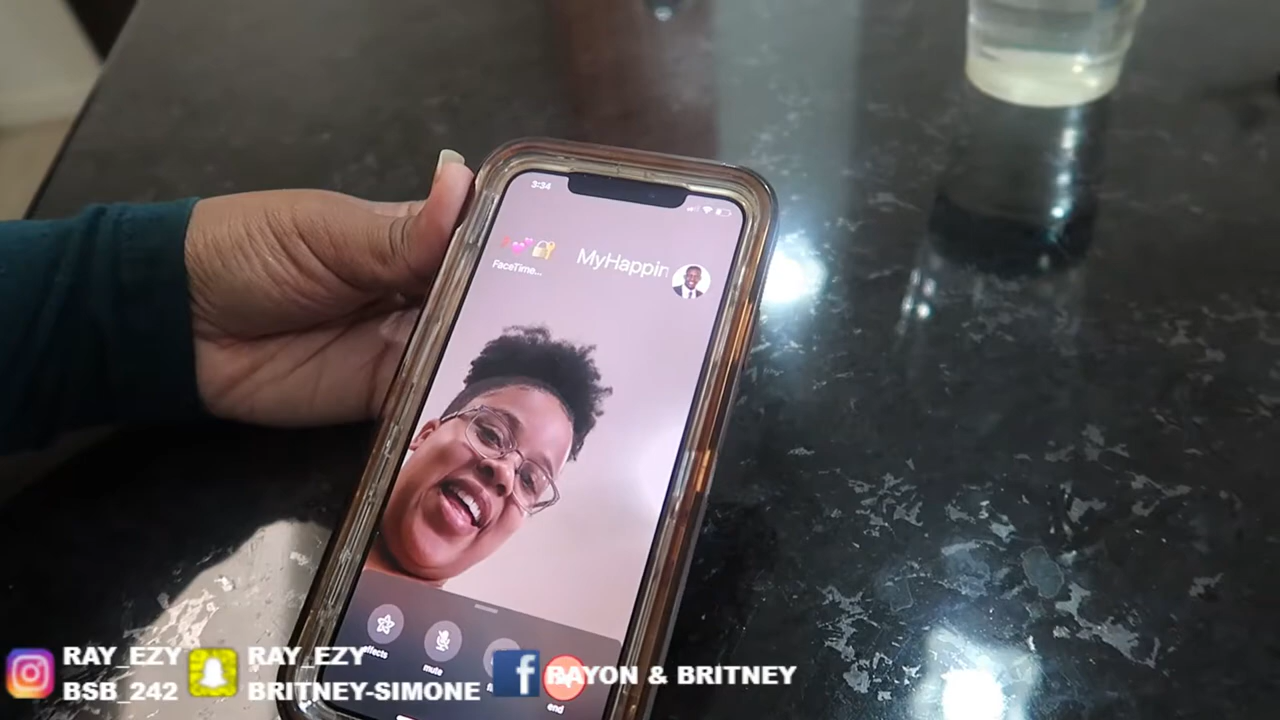 3:34
MyHappin
FaceTime...
effects
mute
end
RAY_EZY
BSB_242
RAY_EZY
BRITNEY-SIMONE
RAYON & BRITNEY